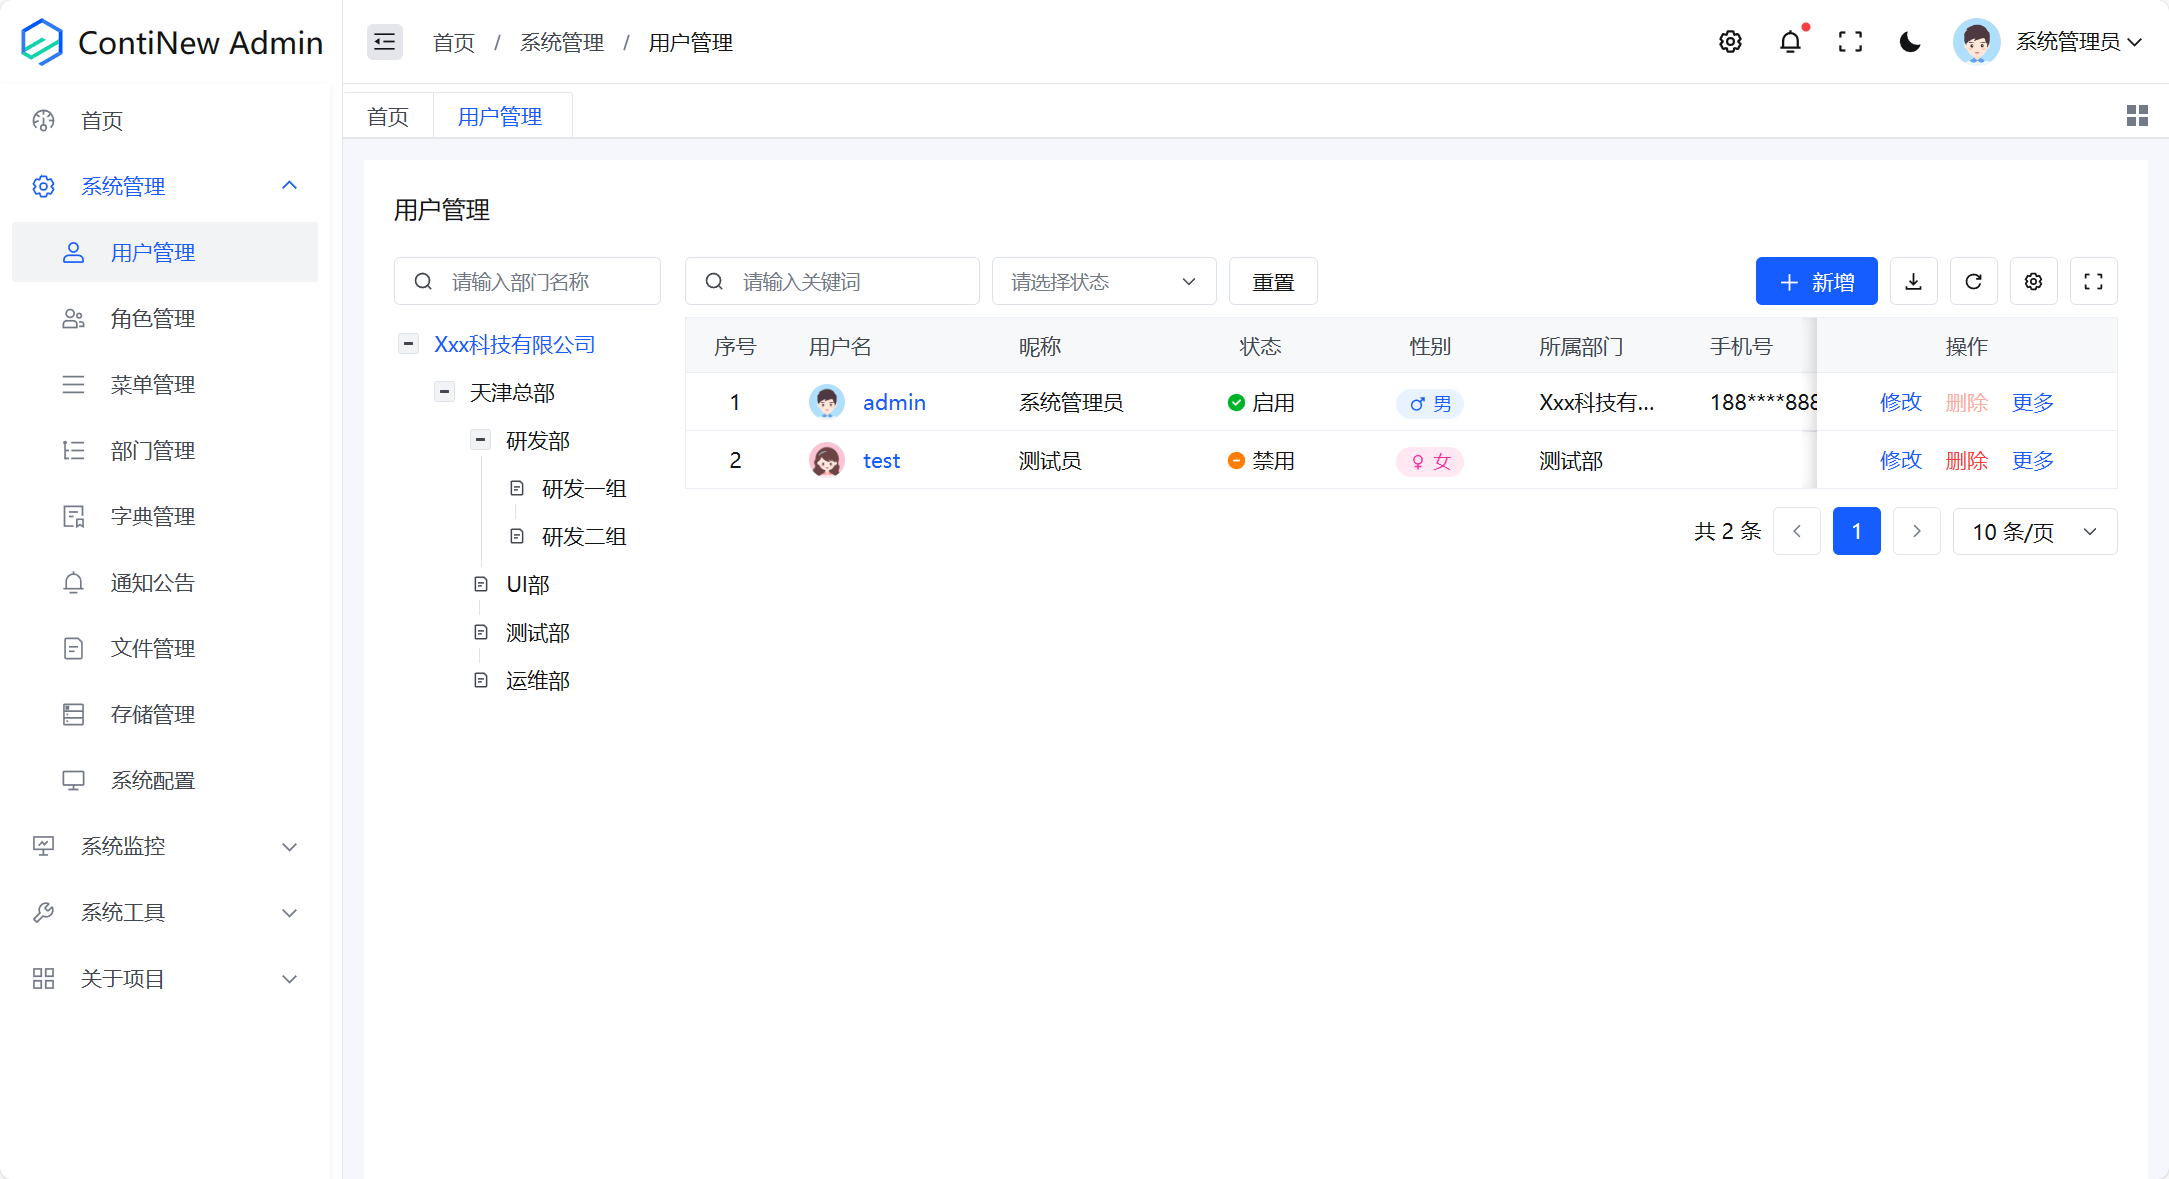 ContiNew Admin
首页 / 系统管理 / 用户管理
系统管理员
首页
系统管理
用户管理
角色管理
菜单管理
部门管理
字典管理
通知公告
文件管理
存储管理
系统配置
系统监控
系统工具
关于项目
首页 用户管理
用户管理
请输入部门名称
Xxx科技有限公司
天津总部
研发部
研发一组
研发二组
UI部
测试部
运维部
请输入关键词 请选择状态 重置 新增
序号 用户名 昵称 状态 性别 所属部门 手机号 操作
1 admin 系统管理员 启用 男 Xxx科技有... 188****888 修改 删除 更多
2 test 测试员 禁用 女 测试部 修改 删除 更多
共 2 条 1 10 条/页